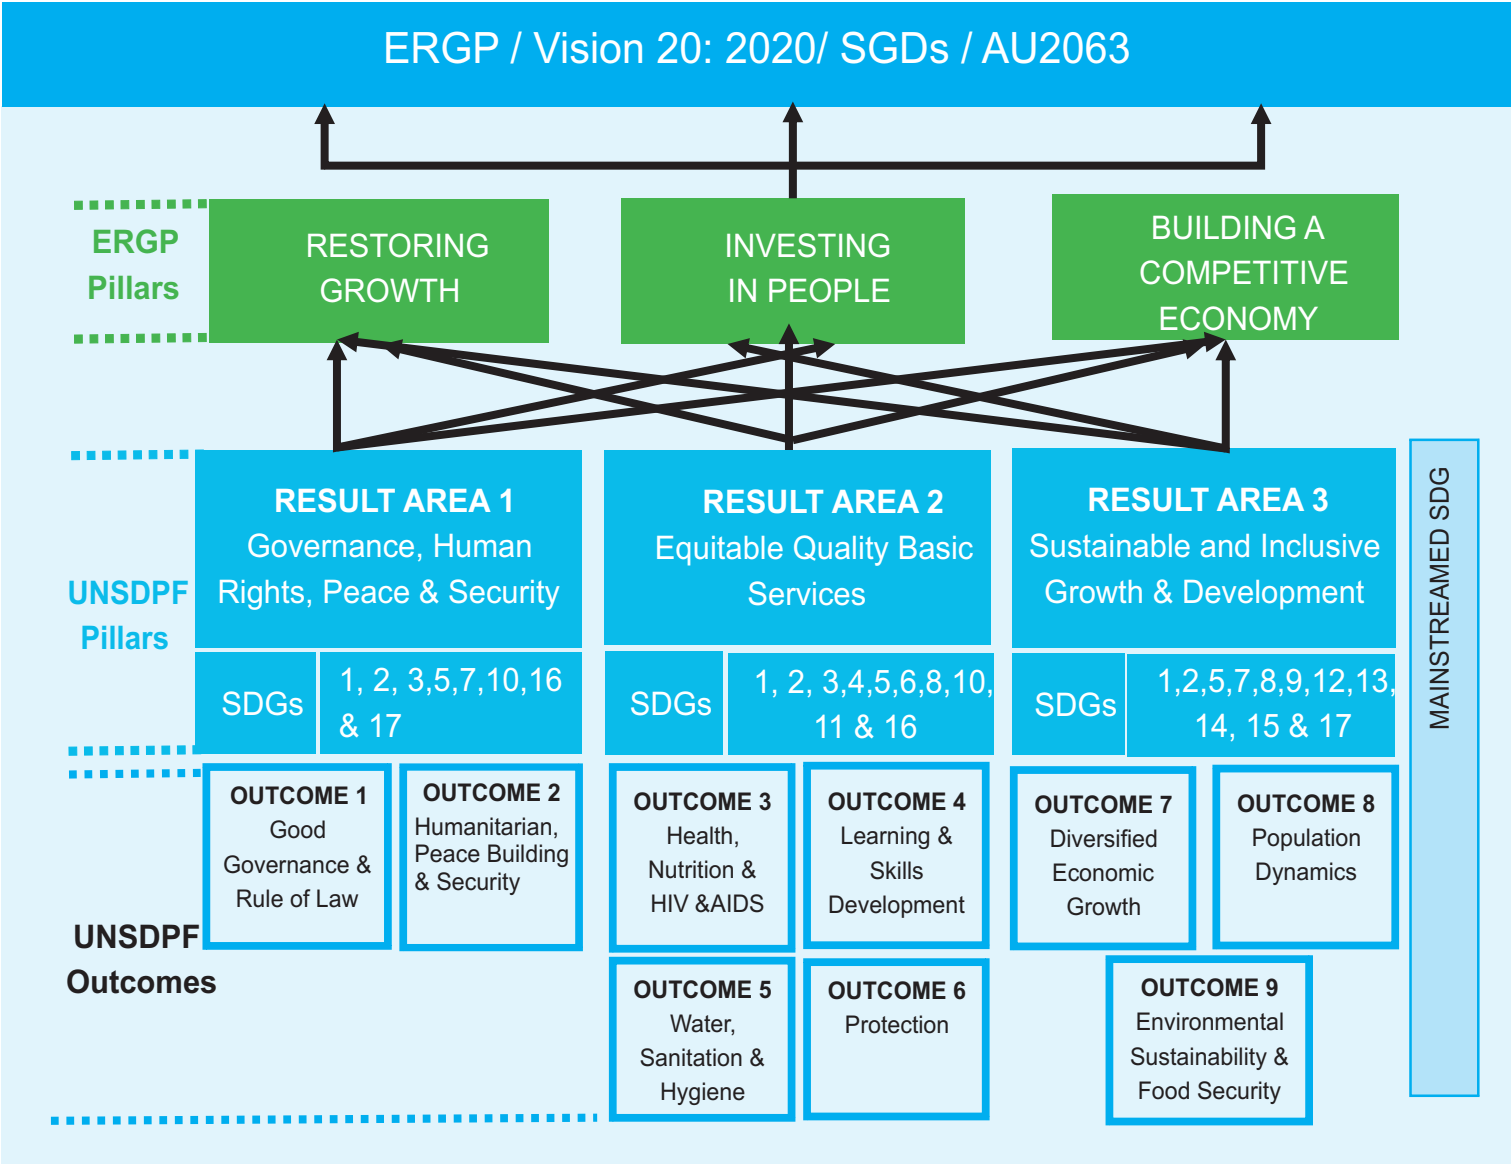 ERGP / Vision 20: 2020/ SGDs / AU2063
ERGP
Pillars
RESTORING
GROWTH
INVESTING
IN PEOPLE
BUILDING A
COMPETITIVE
ECONOMY
UNSDPF
Pillars
RESULT AREA 1
Governance, Human
Rights, Peace & Security
SDGs
1, 2, 3,5,7,10,16
& 17
RESULT AREA 2
Equitable Quality Basic
Services
SDGs
1, 2, 3,4,5,6,8,10,
11 & 16
RESULT AREA 3
Sustainable and Inclusive
Growth & Development
SDGs
1,2,5,7,8,9,12,13,
14, 15 & 17
MAINSTREAMED SDG
UNSDPF
Outcomes
OUTCOME 1
Good
Governance &
Rule of Law
OUTCOME 2
Humanitarian,
Peace Building
& Security
OUTCOME 3
Health,
Nutrition &
HIV &AIDS
OUTCOME 4
Learning &
Skills
Development
OUTCOME 5
Water,
Sanitation &
Hygiene
OUTCOME 6
Protection
OUTCOME 7
Diversified
Economic
Growth
OUTCOME 8
Population
Dynamics
OUTCOME 9
Environmental
Sustainability &
Food Security